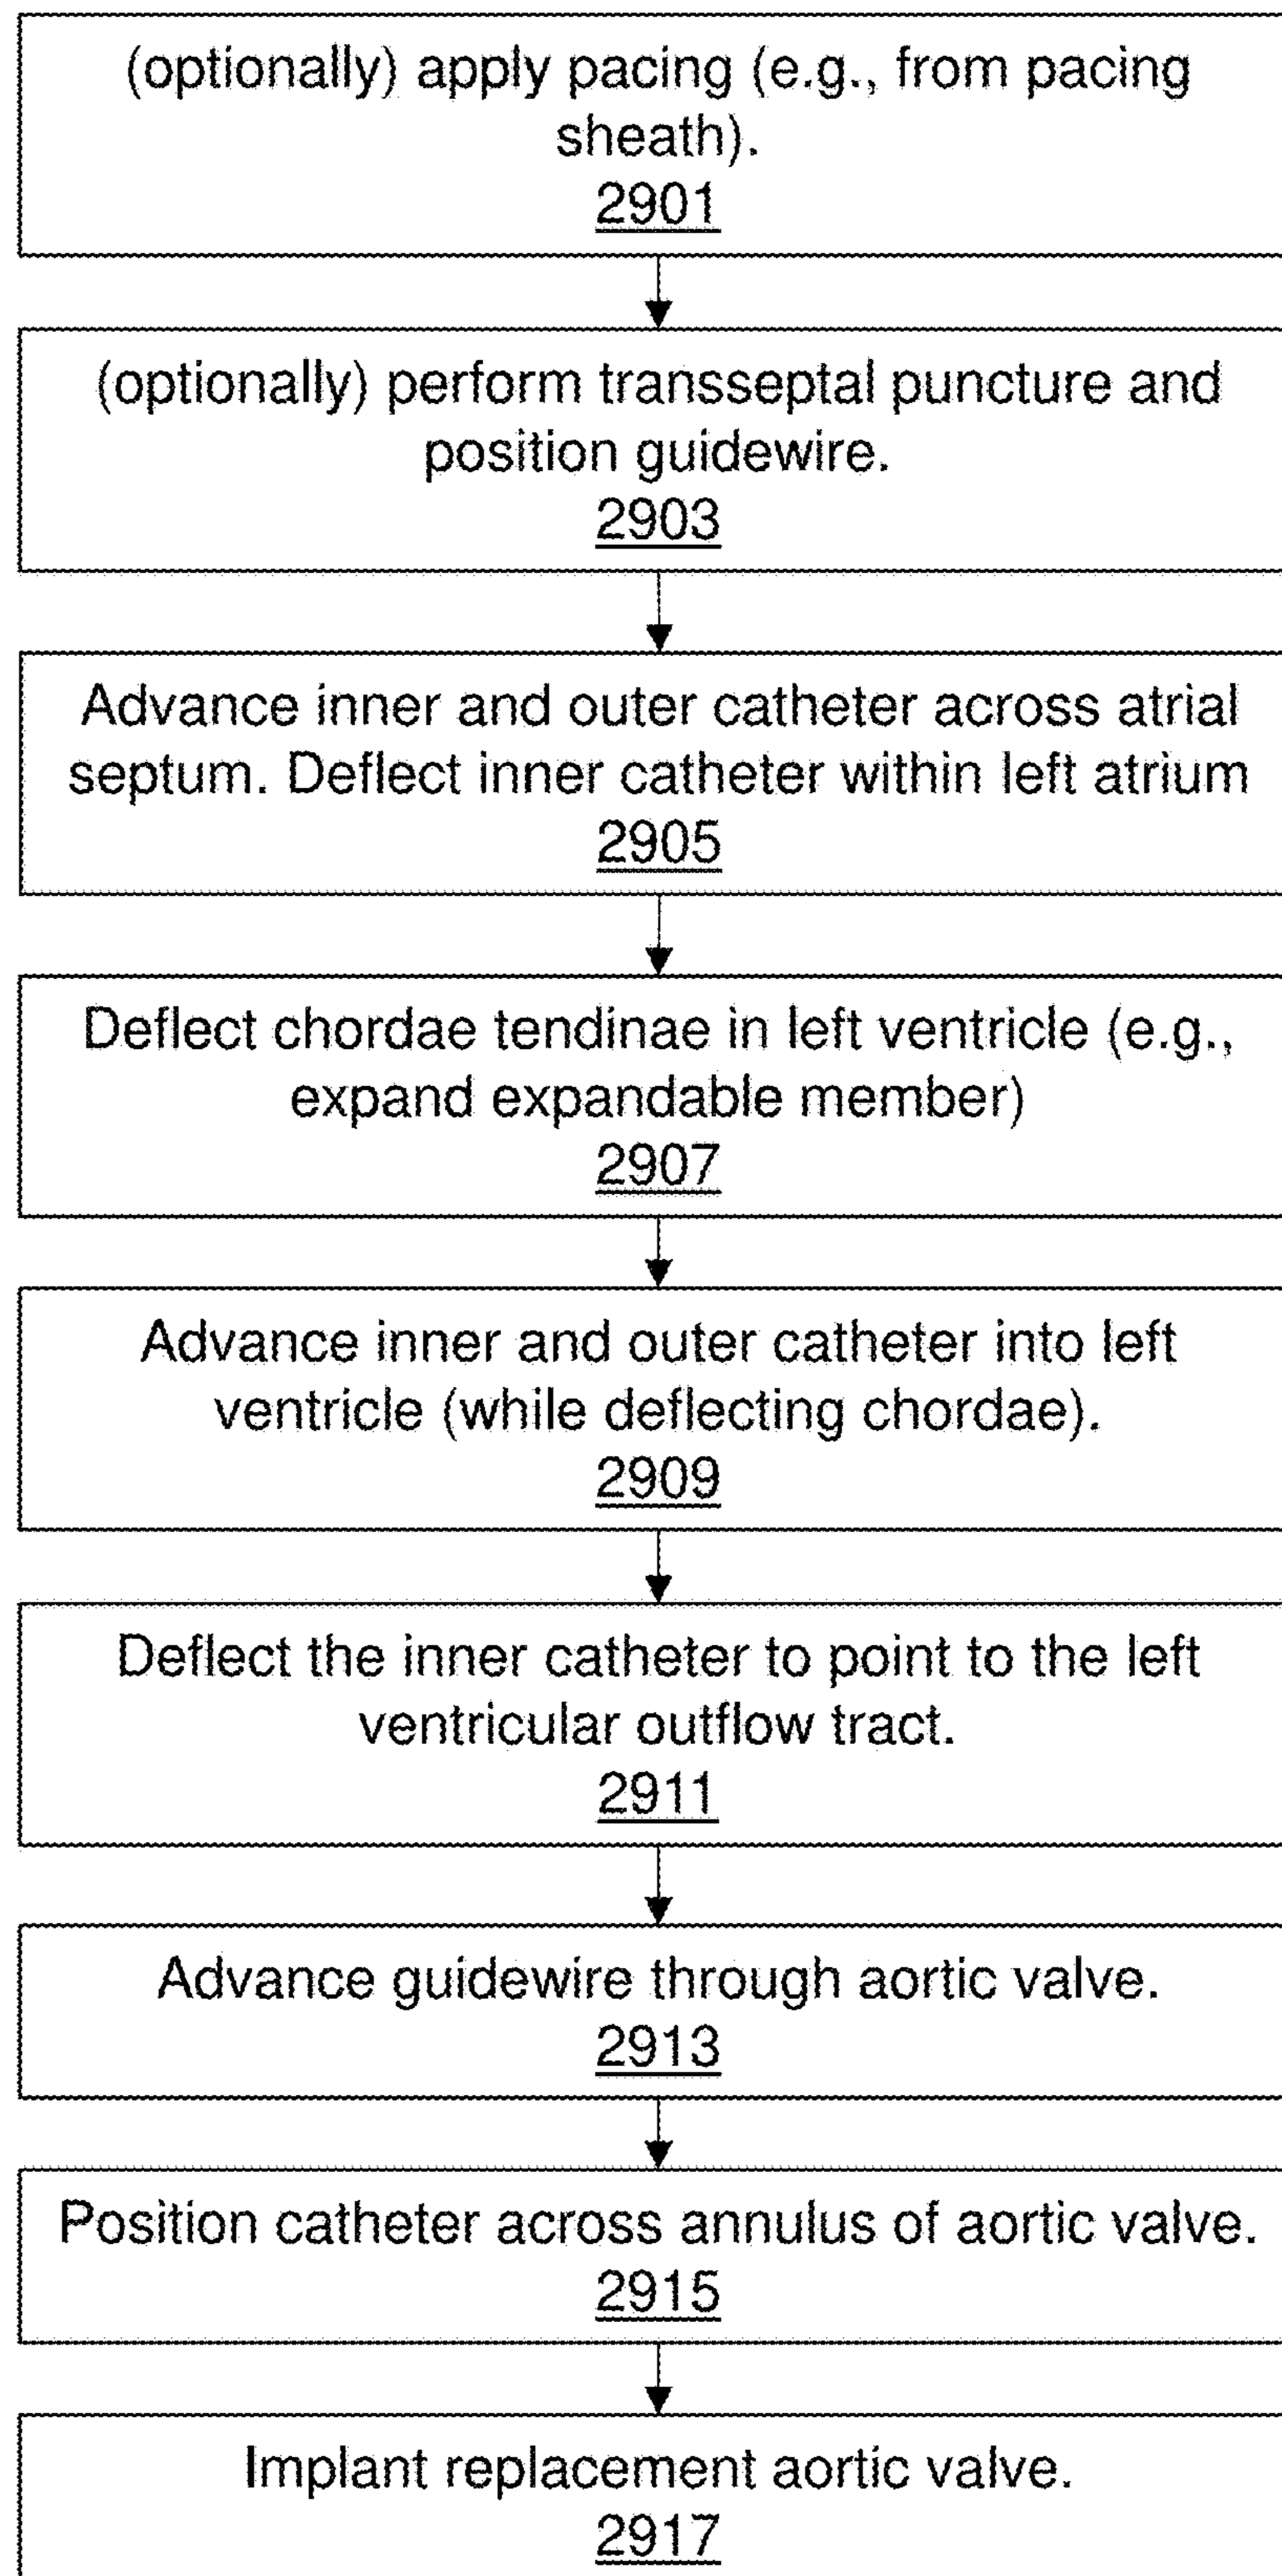 (optionally) apply pacing (e.g., from pacing
sheath).
2901
(optionally) perform transseptal puncture and
position guidewire.
2903
Advance inner and outer catheter across atrial
septum. Deflect inner catheter within left atrium
2905
Deflect chordae tendinae in left ventricle (e.g.,
expand expandable member)
2907
Advance inner and outer catheter into left
ventricle (while deflecting chordae).
2909
Deflect the inner catheter to point to the left
ventricular outflow tract.
2911
Advance guidewire through aortic valve.
2913
Position catheter across annulus of aortic valve.
2915
Implant replacement aortic valve.
2917